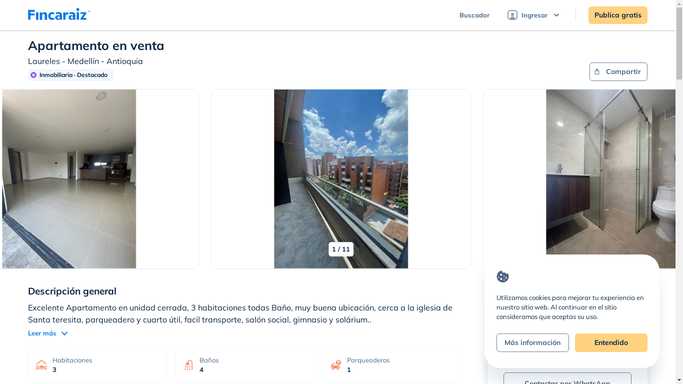 Fincaraiz
Buscador
Ingresar
Publica gratis
Apartamento en venta
Laureles - Medellín - Antioquia
Inmobiliaria · Destacado
Compartir
1 / 11
Descripción general
Excelente Apartamento en unidad cerrada, 3 habitaciones todas Baño, muy buena ubicación, cerca a la iglesia de
Santa teresita, parqueadero y cuarto útil, facil transporte, salón social, gimnasio y solárium..
Leer más
Habitaciones
3
Baños
4
Parqueaderos
1
Utilizamos cookies para mejorar tu experiencia en
nuestro sitio web. Al continuar en el sitio
consideramos que aceptas su uso.
Más información
Entendido
Contactar por WhatsApp